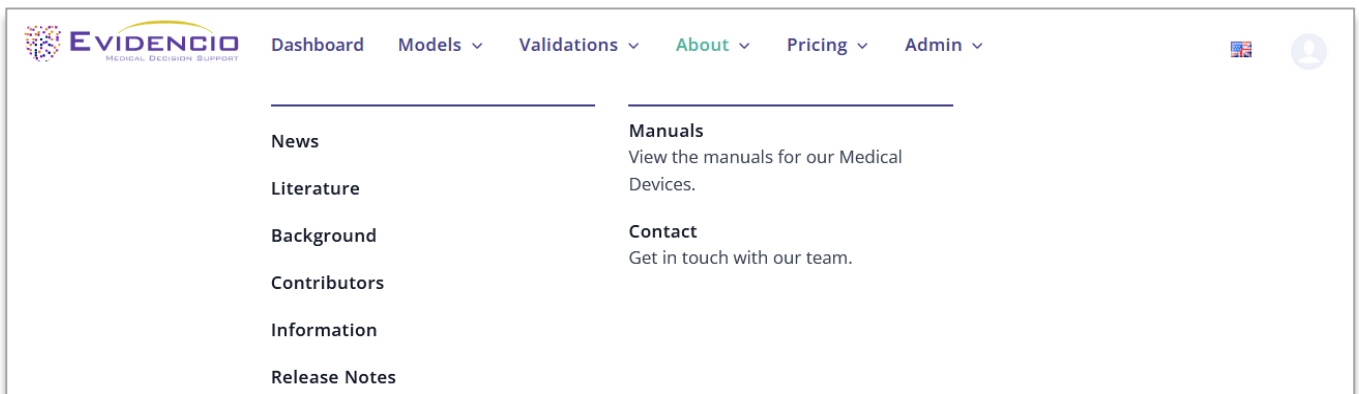 EVIDENCIO
MEDICAL DECISION SUPPORT
Dashboard Models Validations About Pricing Admin
News
Literature
Background
Contributors
Information
Release Notes
Manuals
View the manuals for our Medical
Devices.
Contact
Get in touch with our team.